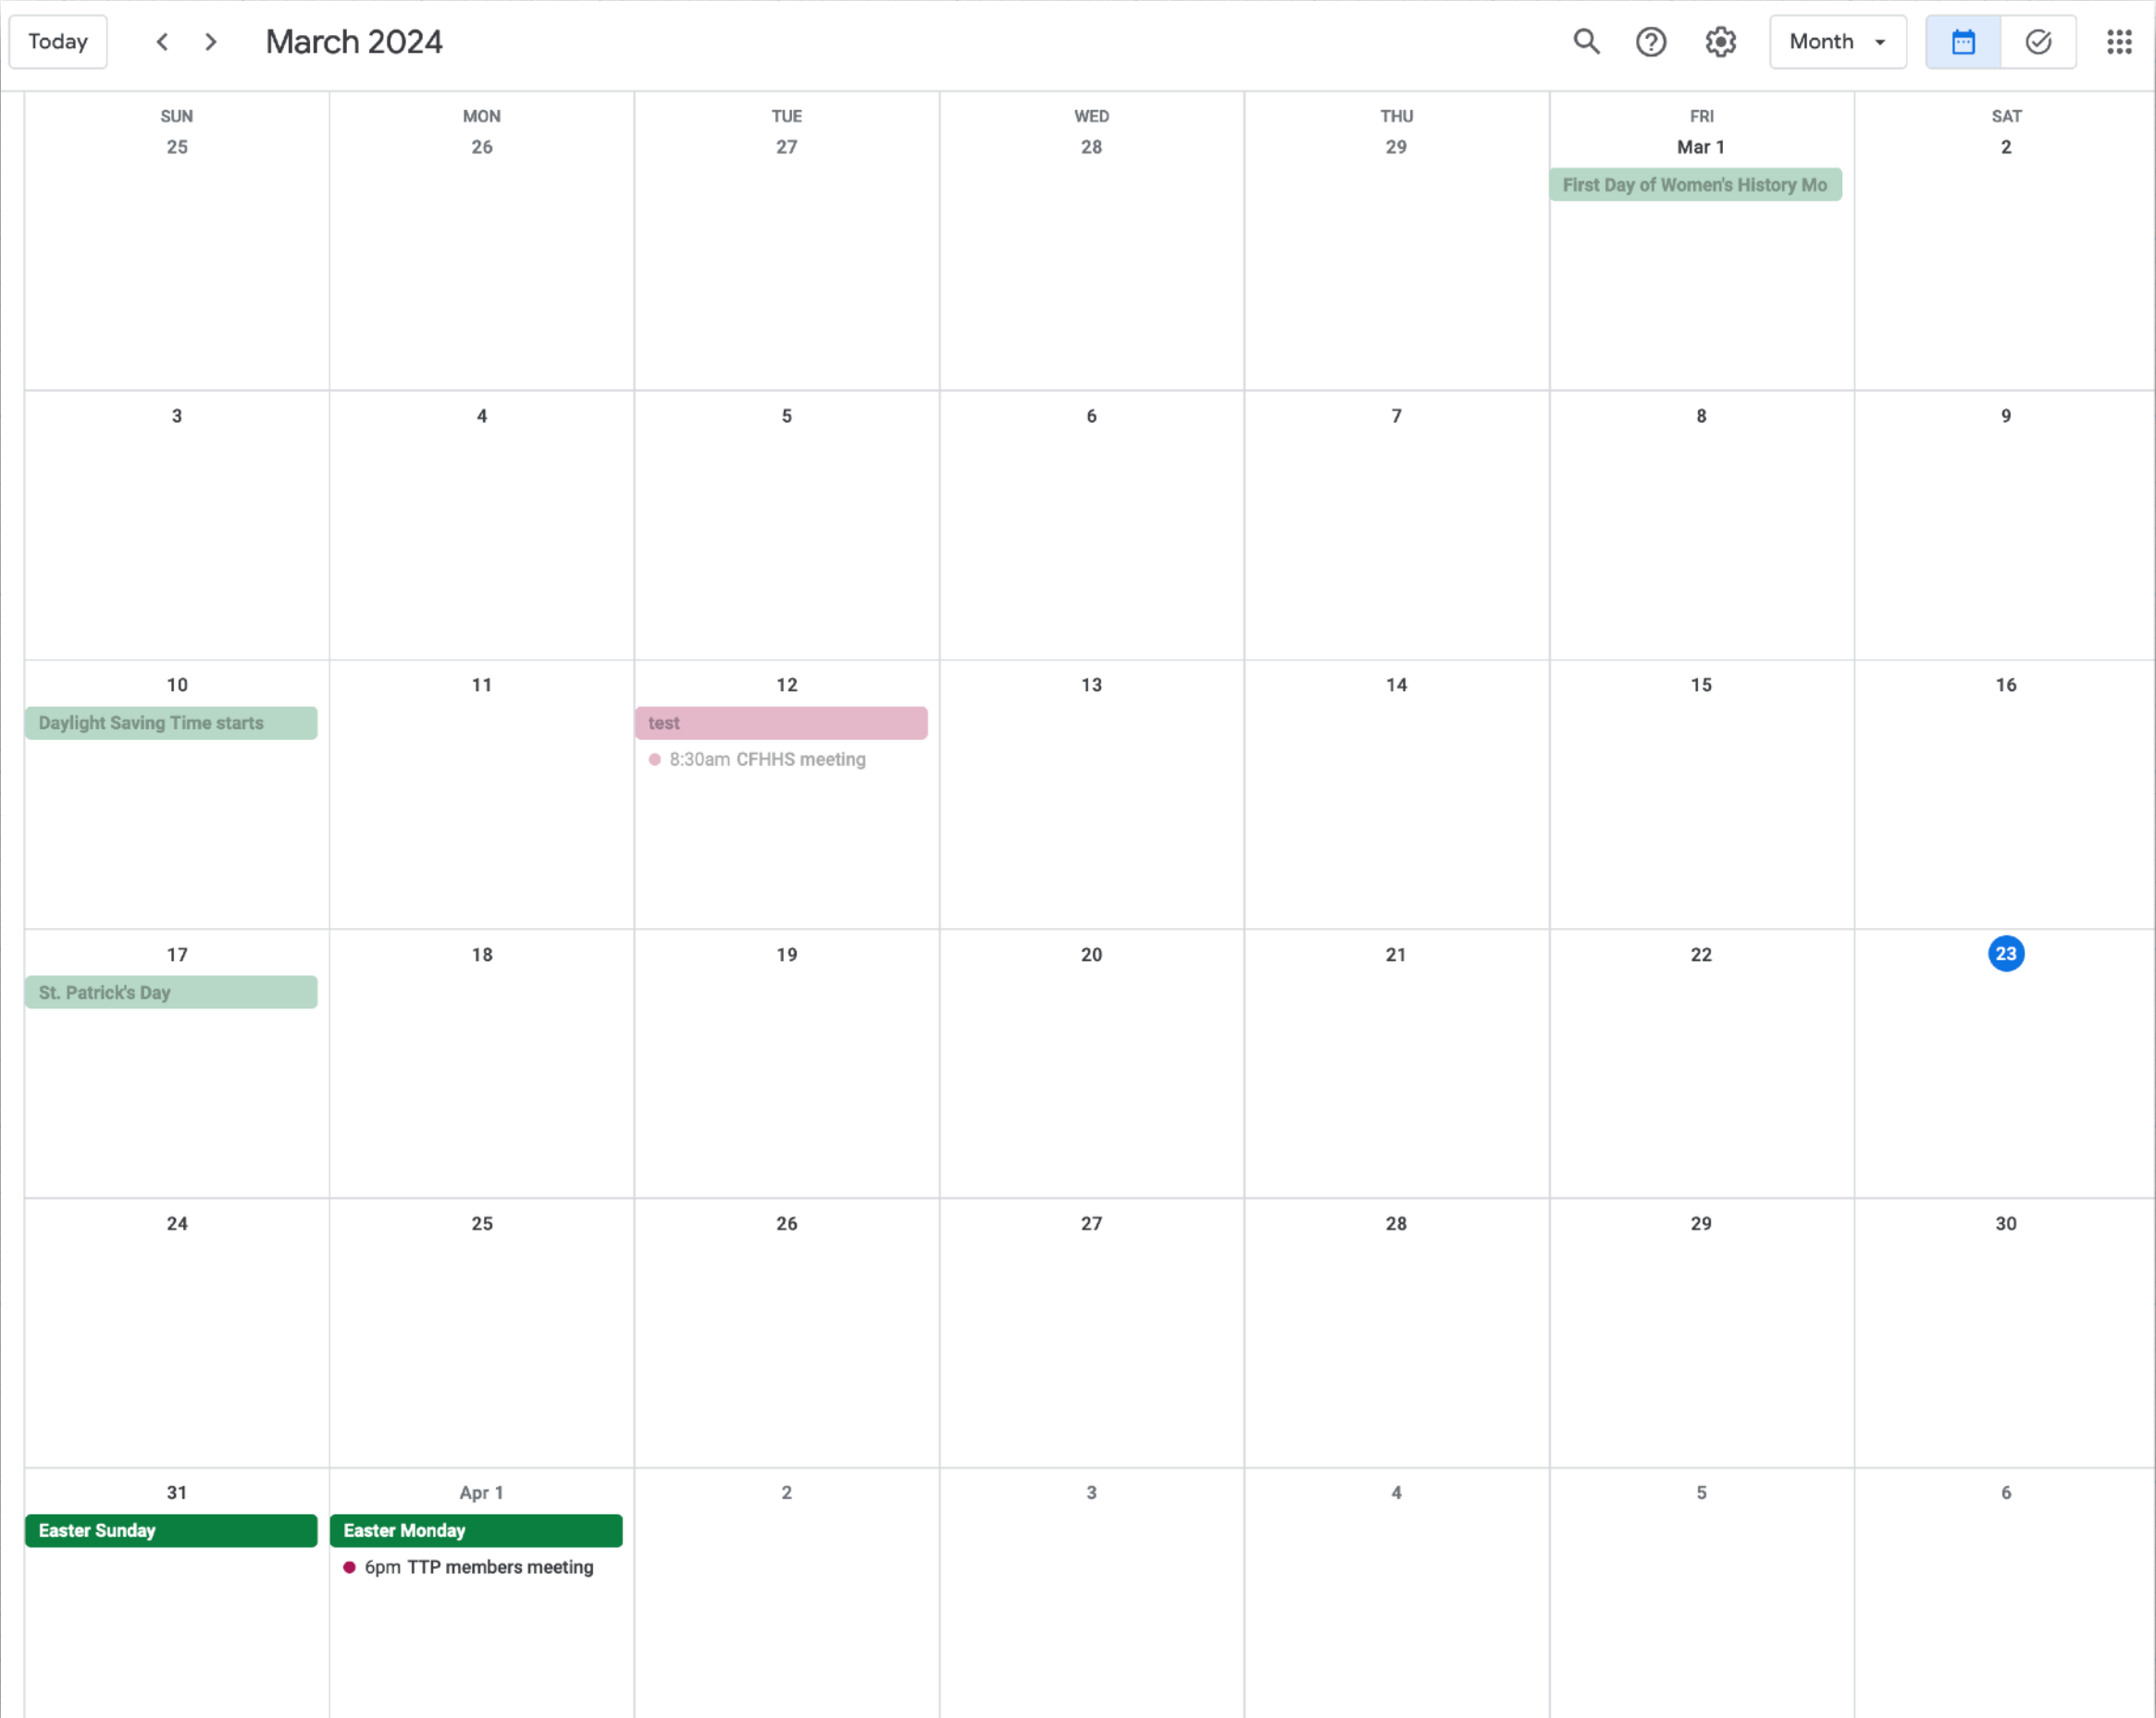 Today March 2024 Month
SUN MON TUE WED THU FRI SAT
25 26 27 28 29 Mar 1 2
First Day of Women's History Mo
3 4 5 6 7 8 9
10 11 12 13 14 15 16
Daylight Saving Time starts test
8:30am CFHHS meeting
17 18 19 20 21 22 23
St. Patrick's Day
24 25 26 27 28 29 30
31 Apr 1 2 3 4 5 6
Easter Sunday Easter Monday
6pm TTP members meeting